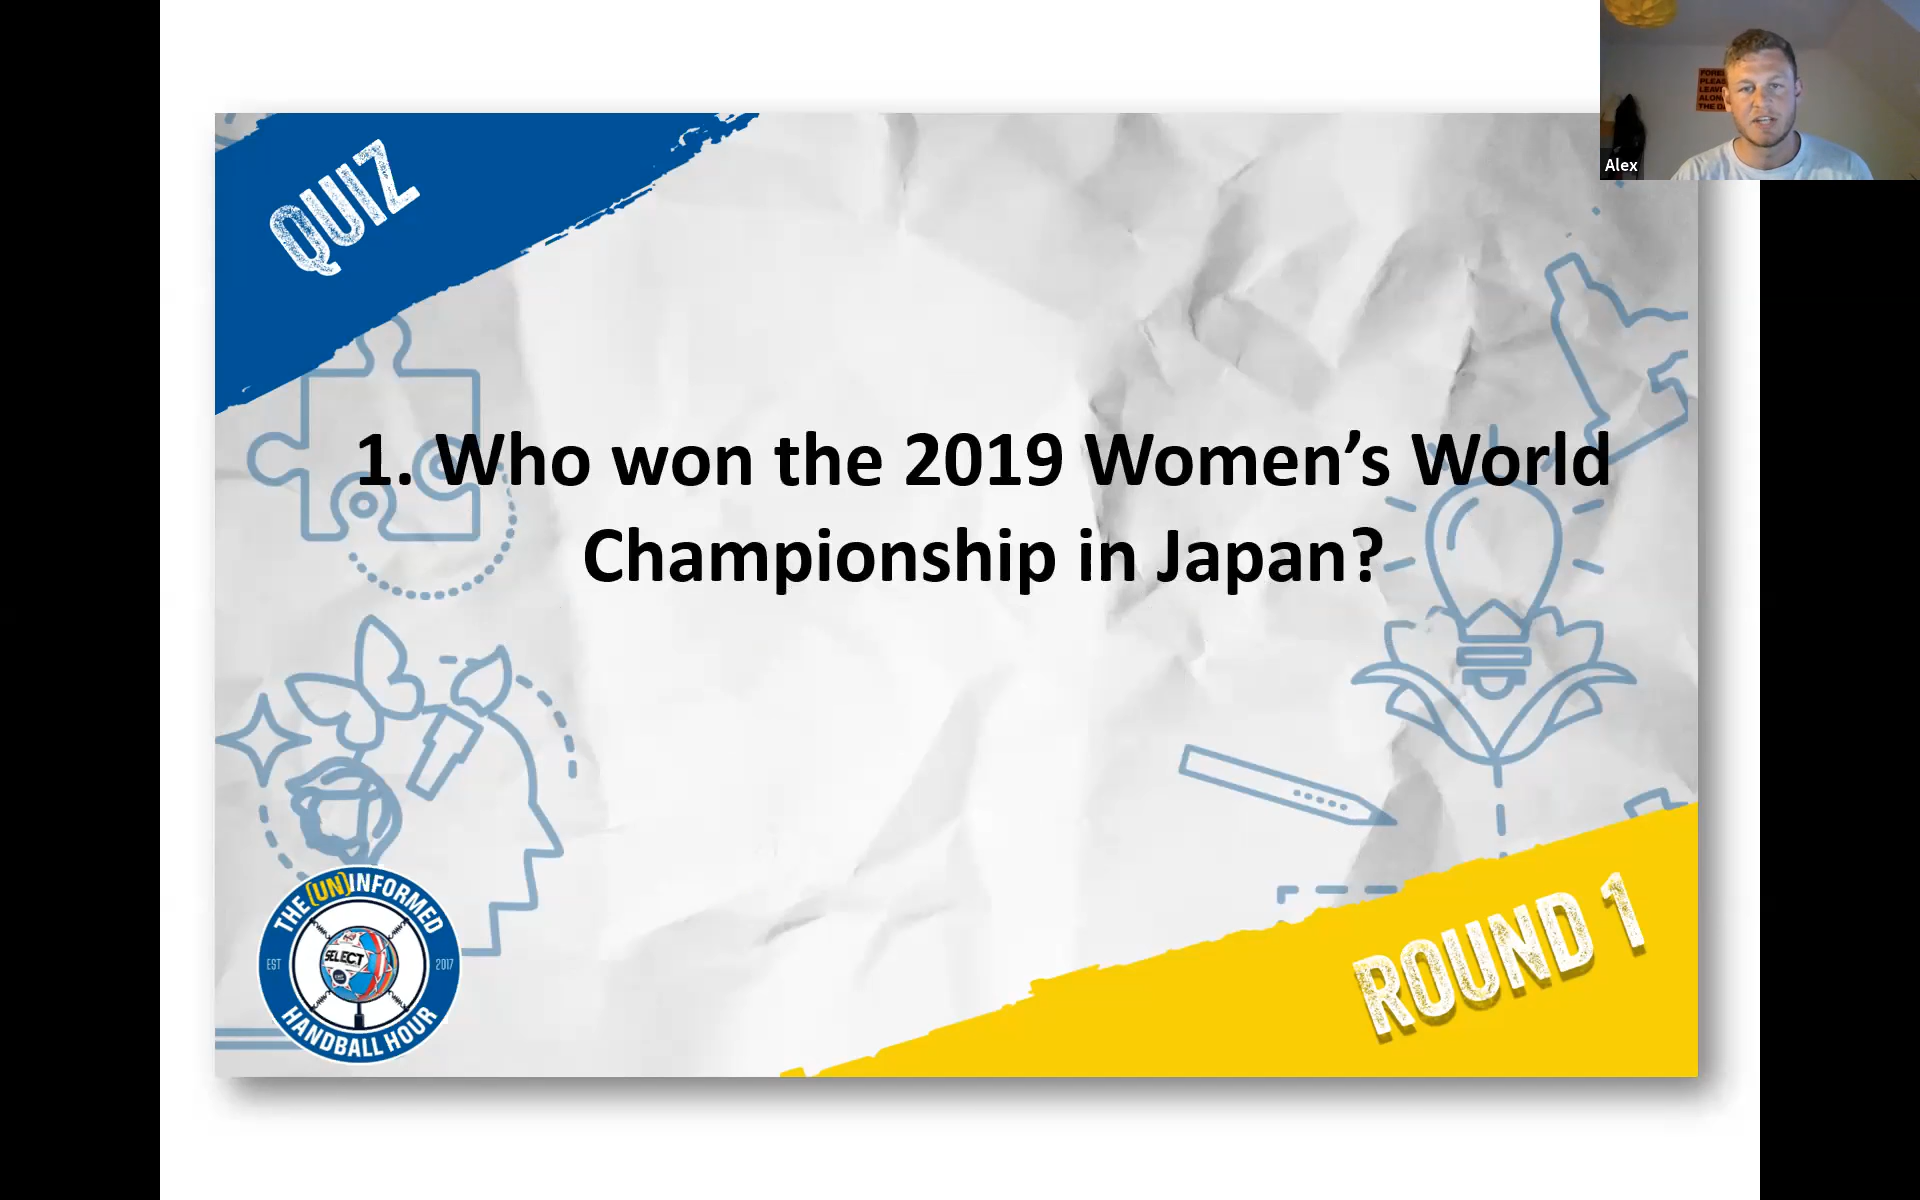 QUIZ
1. Who won the 2019 Women’s World
Championship in Japan?
ROUND 1
THE (UN)INFORMED
EST 2017
SELECT
HANDBALL HOUR
Alex